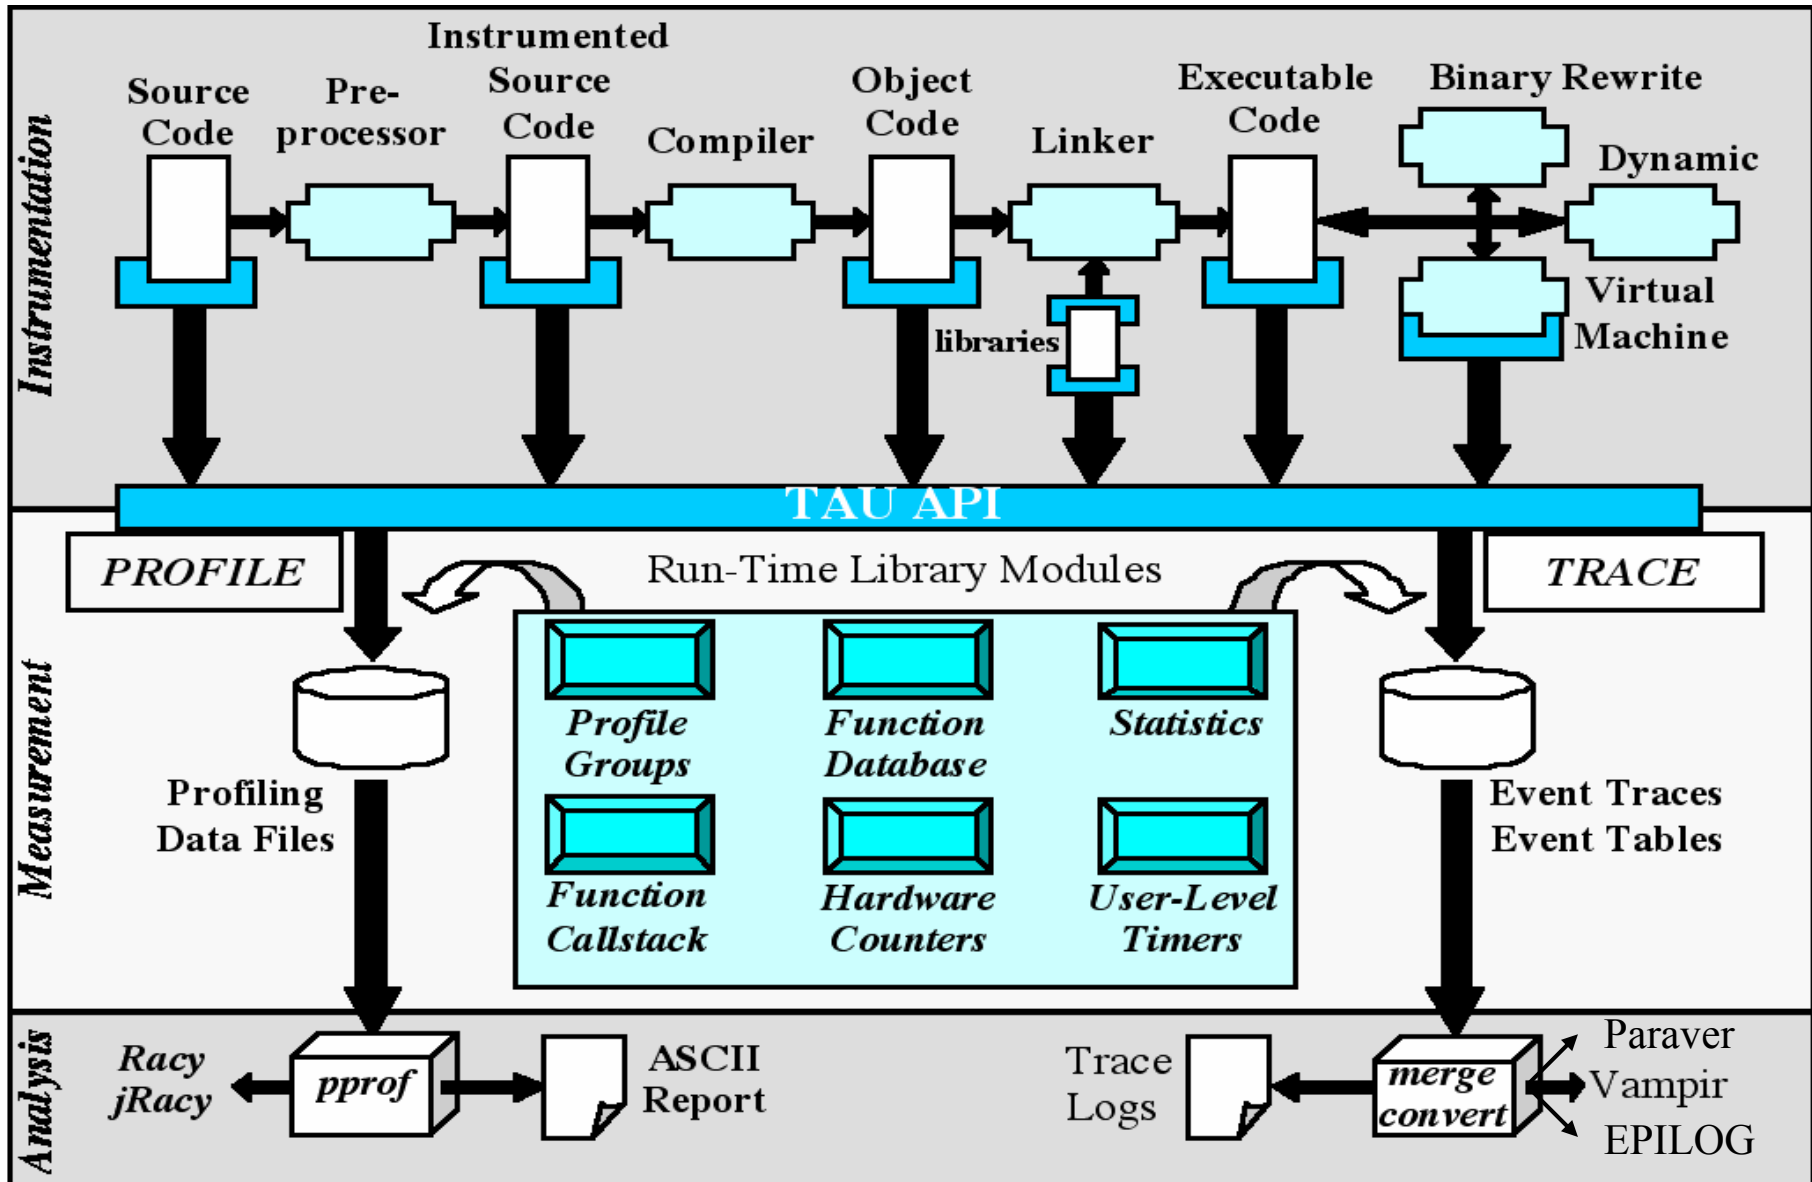 Instrumentation
Source
Code
Pre-
processor
Instrumented
Source
Code
Compiler
Object
Code
Linker
libraries
Executable
Code
Binary Rewrite
Dynamic
Virtual
Machine
TAU API
Measurement
PROFILE
Run-Time Library Modules
TRACE
Profile
Groups
Function
Database
Statistics
Function
Callstack
Hardware
Counters
User-Level
Timers
Profiling
Data Files
Event Traces
Event Tables
Analysis
Racy
jRacy
pprof
ASCII
Report
Trace
Logs
merge
convert
Paraver
Vampir
EPILOG